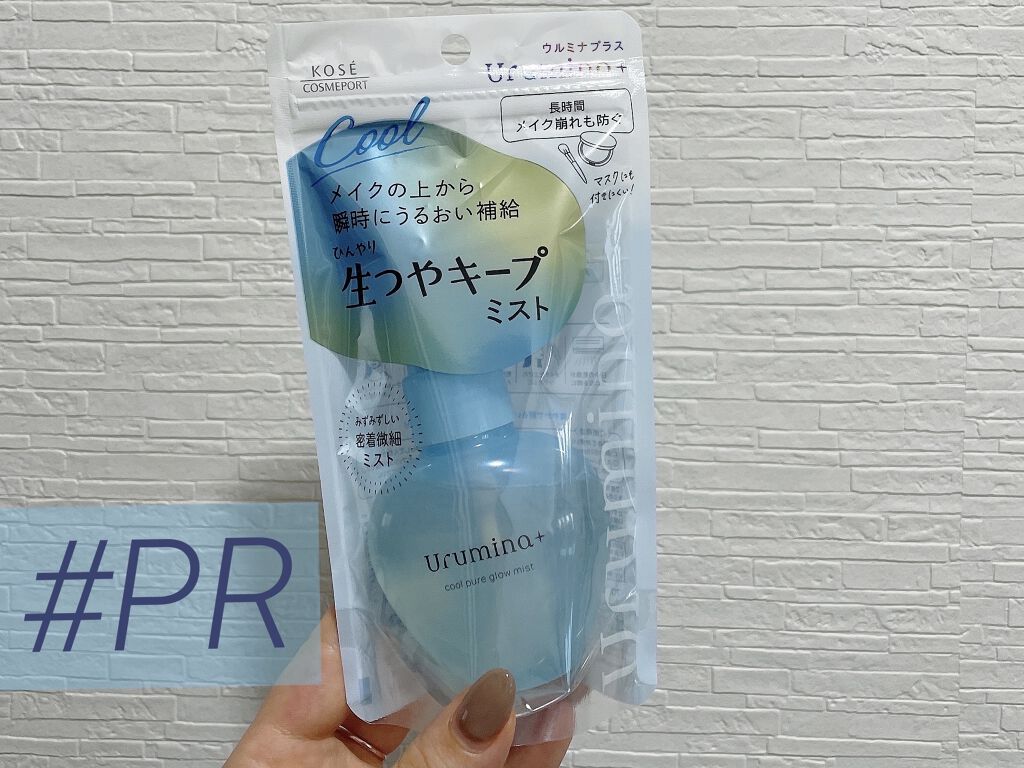 KOSÉ
COSMEPORT
ウルミナプラス
Urumina+
長時間
メイク崩れも防ぐ
マスクにも
付きにくい!
Cool
メイクの上から
瞬時にうるおい補給
ひんやり
生つやキープ
ミスト
みずみずしい
密着微細
ミスト
Urumina+
cool pure glow mist
Urumina+
#PR